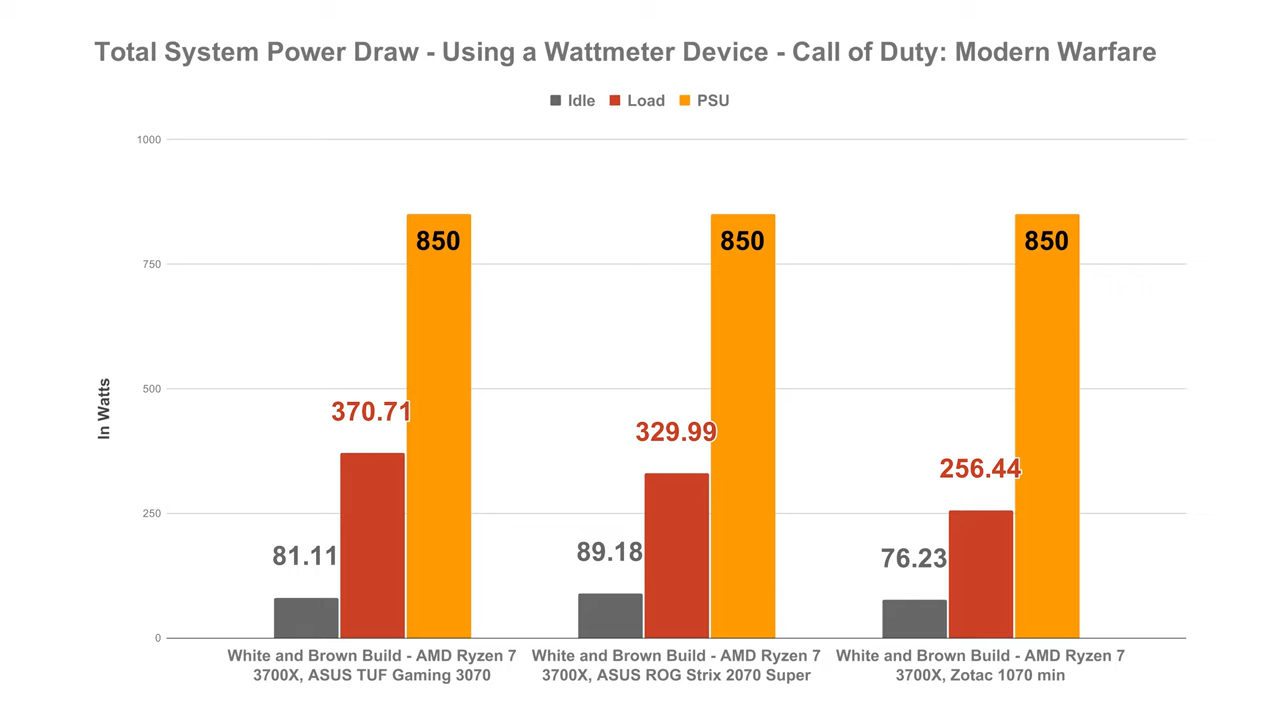 Total System Power Draw - Using a Wattmeter Device - Call of Duty: Modern Warfare
Idle Load PSU
1000
750
500
250
0
In Watts
81.11
370.71
850
89.18
329.99
850
76.23
256.44
850
White and Brown Build - AMD Ryzen 7
3700X, ASUS TUF Gaming 3070
White and Brown Build - AMD Ryzen 7
3700X, ASUS ROG Strix 2070 Super
White and Brown Build - AMD Ryzen 7
3700X, Zotac 1070 min